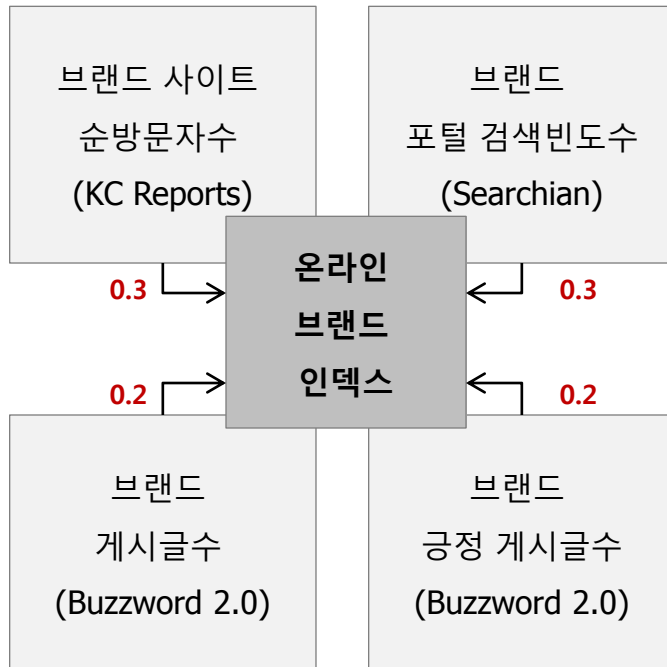 브랜드 사이트
순방문자수
(KC Reports)
브랜드
포털 검색빈도수
(Searchian)
온라인
브랜드
인덱스
0.3
0.3
0.2
0.2
브랜드
게시글수
(Buzzword 2.0)
브랜드
긍정 게시글수
(Buzzword 2.0)